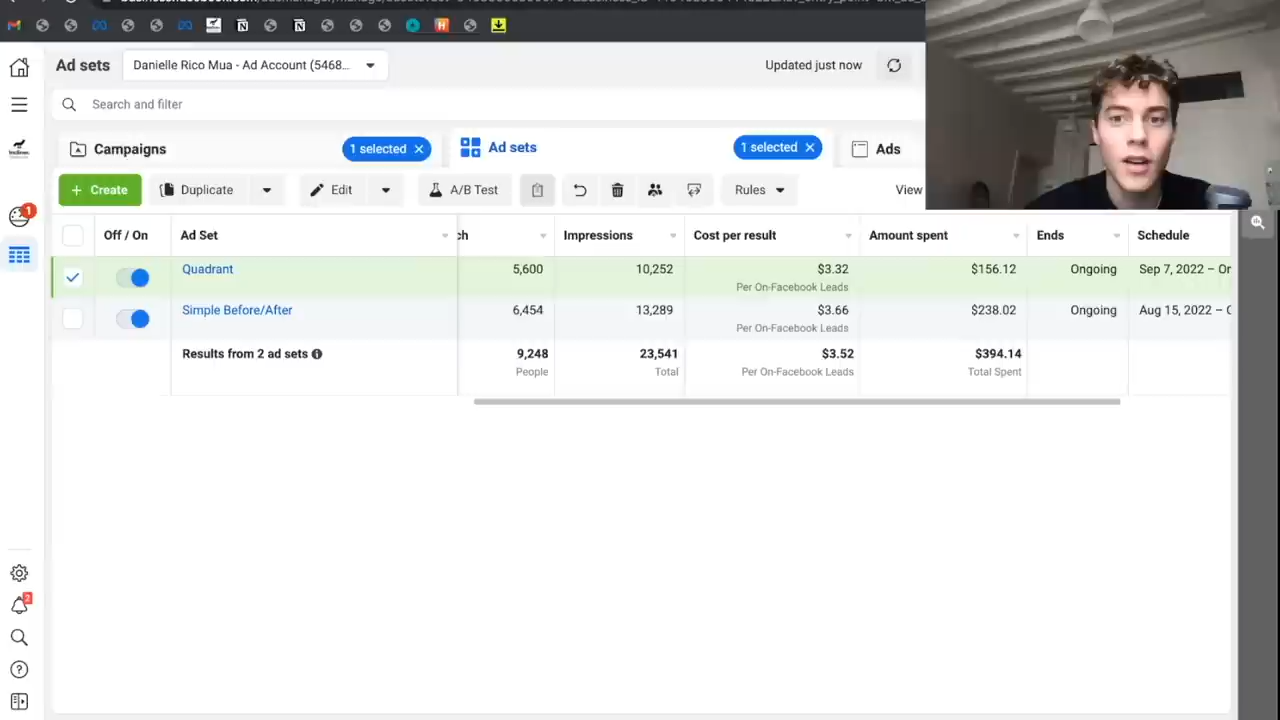 Ad sets
Danielle Rico Mua - Ad Account (5468...
Updated just now
Search and filter
Campaigns
1 selected ×
Ad sets
1 selected ×
Ads
+ Create
Duplicate
Edit
A/B Test
Rules
View
1
Off / On
Ad Set
ch
Impressions
Cost per result
Amount spent
Ends
Schedule
Quadrant
5,600
10,252
$3.32
Per On-Facebook Leads
$156.12
Ongoing
Sep 7, 2022 – Or
Simple Before/After
6,454
13,289
$3.66
Per On-Facebook Leads
$238.02
Ongoing
Aug 15, 2022 –
Results from 2 ad sets
9,248
People
23,541
Total
$3.52
Per On-Facebook Leads
$394.14
Total Spent
2